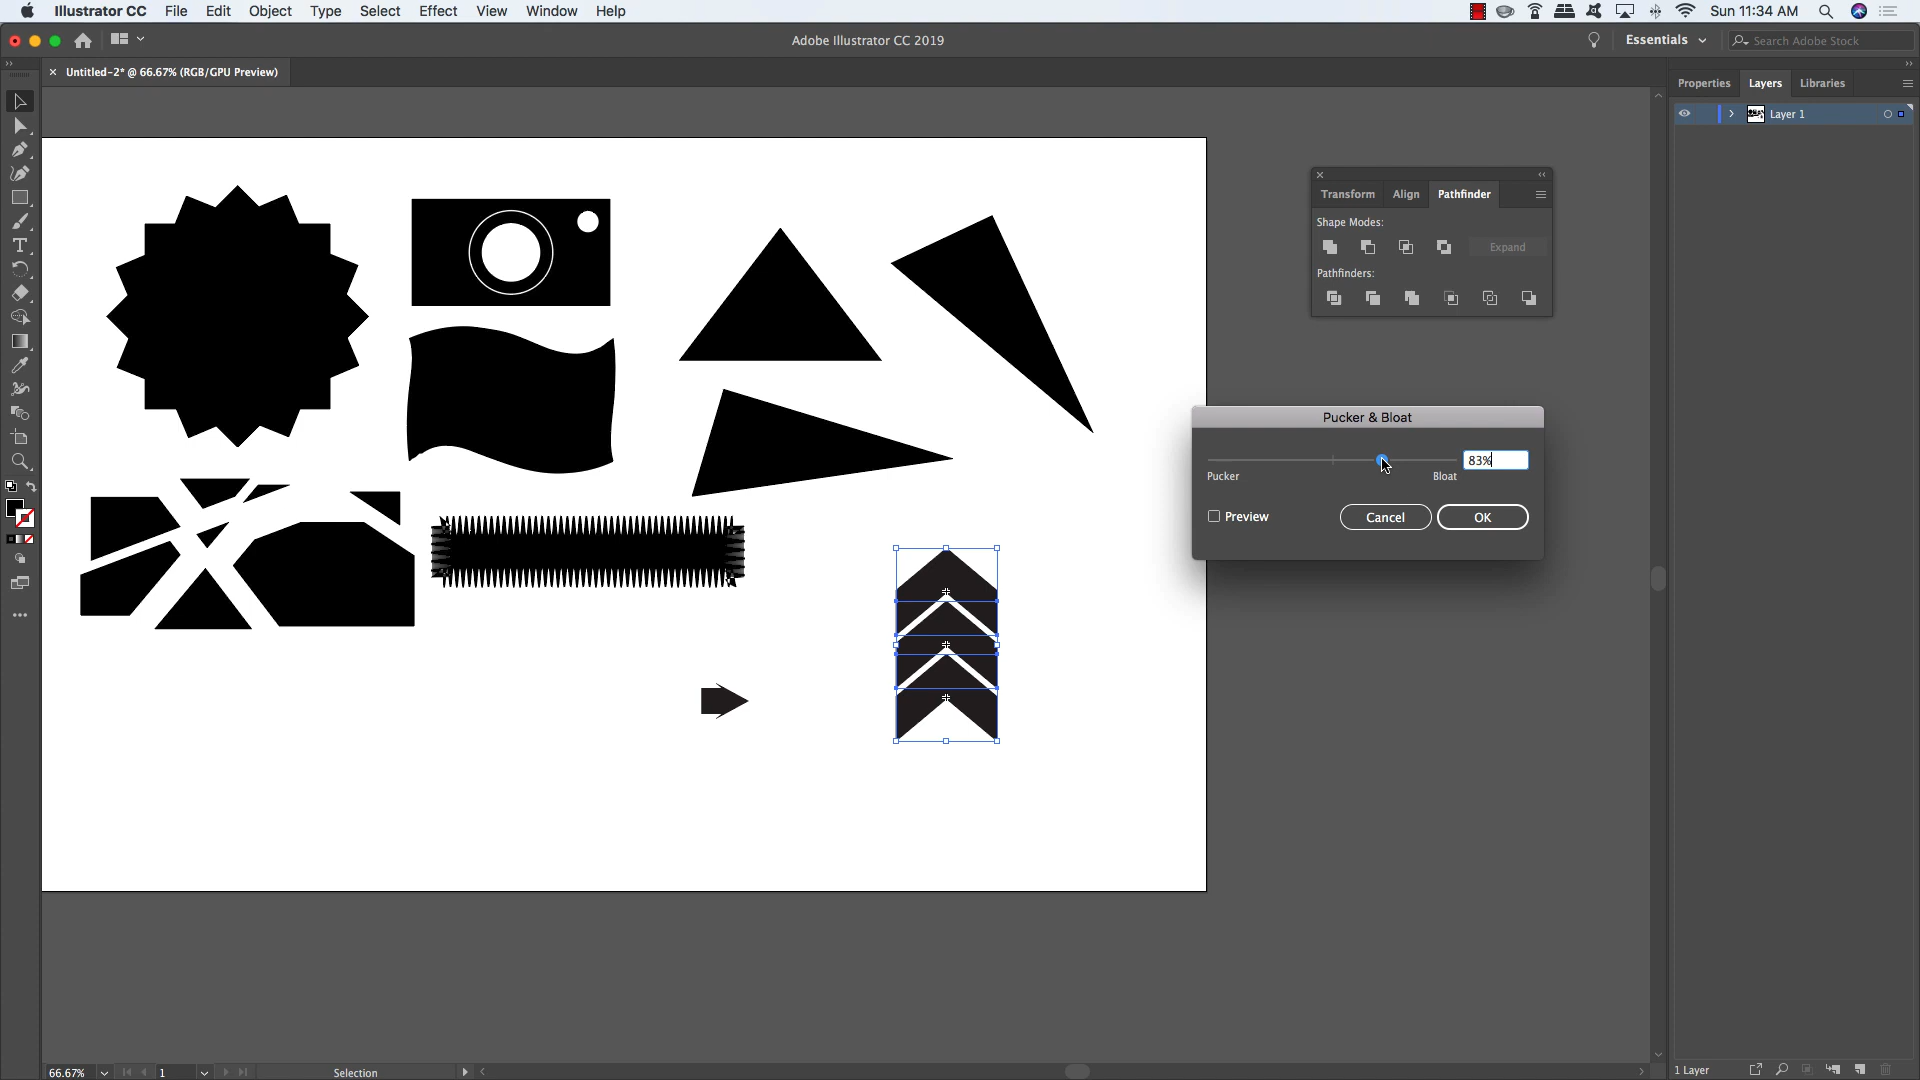 Illustrator CC File Edit Object Type Select Effect View Window Help Sun 11:34 AM
Adobe Illustrator CC 2019 Essentials Search Adobe Stock
Untitled-2* @ 66.67% (RGB/GPU Preview)
Properties Layers Libraries
Layer 1
Transform Align Pathfinder
Shape Modes:
Expand
Pathfinders:
Pucker & Bloat
83%
Pucker Bloat
Preview Cancel OK
66.67% 1 Selection 1 Layer